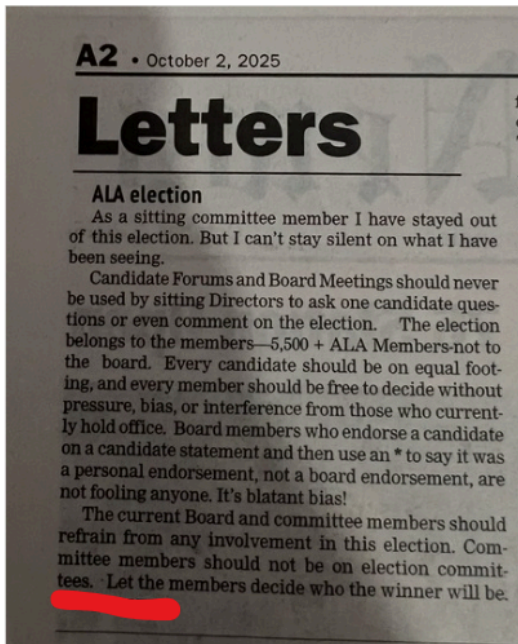 A2 • October 2, 2025
Letters
ALA election
As a sitting committee member I have stayed out
of this election. But I can't stay silent on what I have
been seeing.
Candidate Forums and Board Meetings should never
be used by sitting Directors to ask one candidate ques-
tions or even comment on the election. The election
belongs to the members—5,500 + ALA Members-not to
the board. Every candidate should be on equal foot-
ing, and every member should be free to decide without
pressure, bias, or interference from those who current-
ly hold office. Board members who endorse a candidate
on a candidate statement and then use an * to say it was
a personal endorsement, not a board endorsement, are
not fooling anyone. It's blatant bias!
The current Board and committee members should
refrain from any involvement in this election. Com-
mittee members should not be on election commit-
tees. Let the members decide who the winner will be.